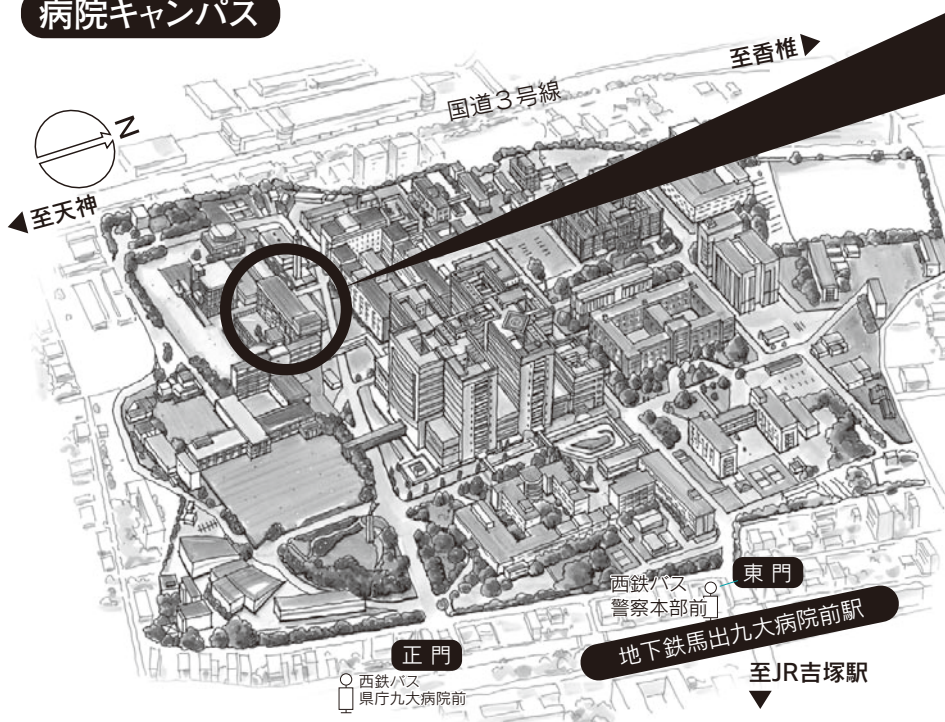 病院キャンパス
至香椎▶
国道3号線
N
◀至天神
西鉄バス
警察本部前
東門
地下鉄馬出九大病院前駅
正門
西鉄バス
県庁九大病院前
至JR吉塚駅
▼